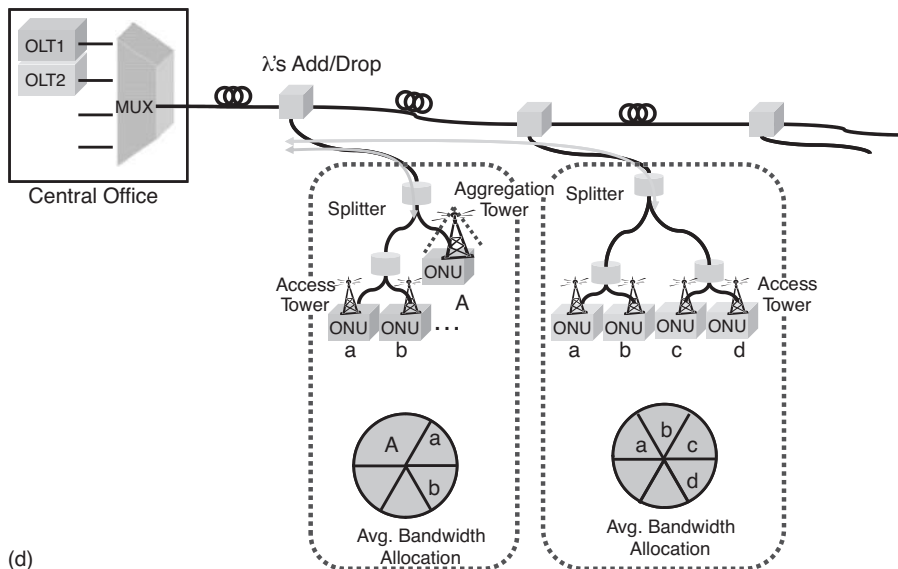 OLT1
OLT2
MUX
Central Office
λ's Add/Drop
Splitter
Aggregation
Tower
ONU
A
Access
Tower
ONU
ONU
...
a
b
A
a
b
Avg. Bandwidth
Allocation
Splitter
Access
Tower
ONU
ONU
ONU
ONU
a
b
c
d
a
b
c
d
Avg. Bandwidth
Allocation
(d)